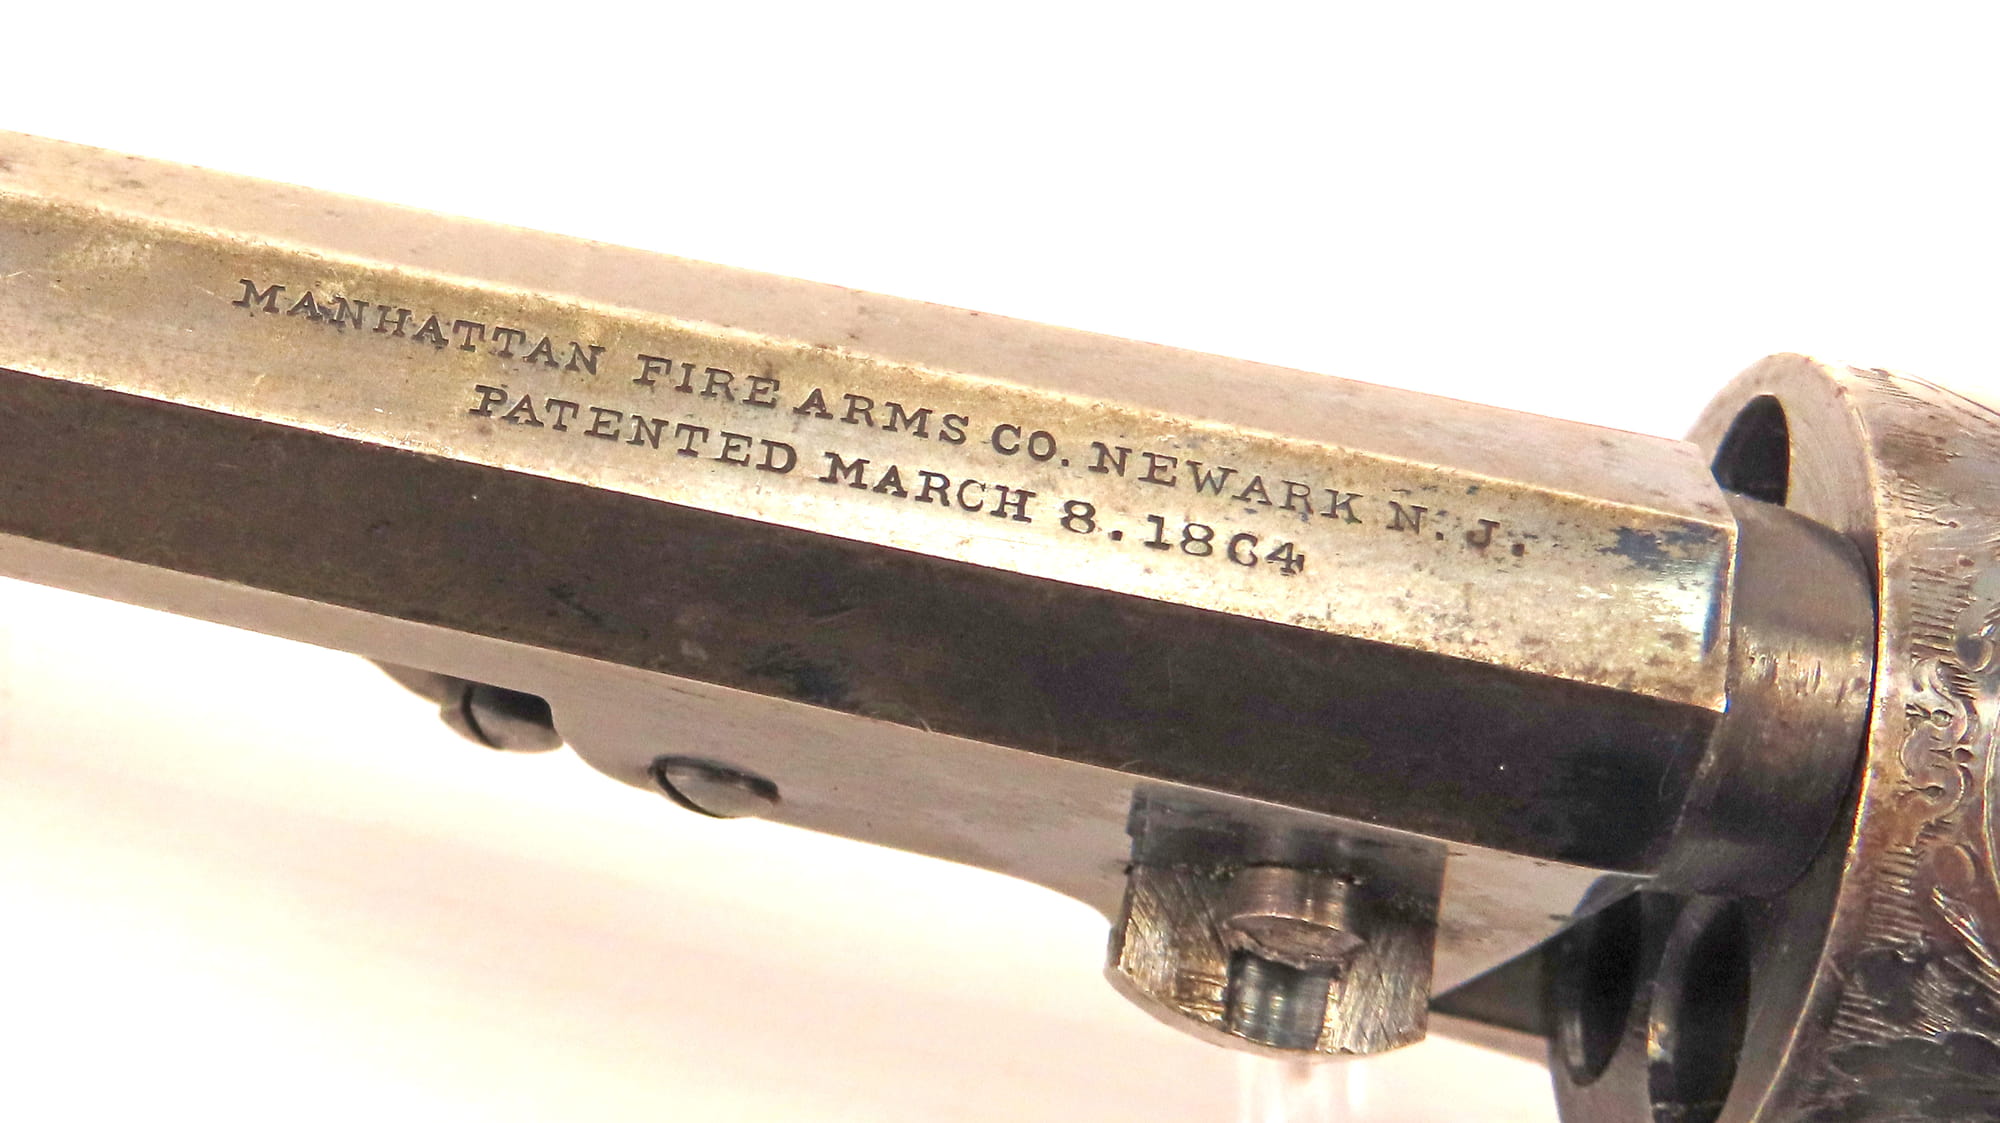 MANHATTAN FIRE ARMS CO. NEWARK N. J.
PATENTED MARCH 8. 1864